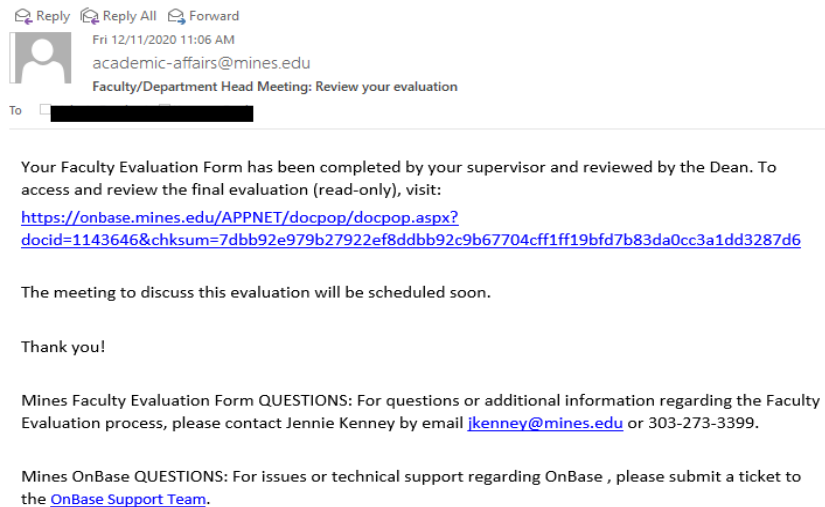 Reply Reply All Forward
Fri 12/11/2020 11:06 AM
academic-affairs@mines.edu
Faculty/Department Head Meeting: Review your evaluation
To
Your Faculty Evaluation Form has been completed by your supervisor and reviewed by the Dean. To
access and review the final evaluation (read-only), visit:
https://onbase.mines.edu/APPNET/docpop/docpop.aspx?
docid=1143646&chksum=7dbb92e979b27922ef8ddbb92c9b67704cff1ff19bfd7b83da0cc3a1dd3287d6
The meeting to discuss this evaluation will be scheduled soon.
Thank you!
Mines Faculty Evaluation Form QUESTIONS: For questions or additional information regarding the Faculty
Evaluation process, please contact Jennie Kenney by email jkenney@mines.edu or 303-273-3399.
Mines OnBase QUESTIONS: For issues or technical support regarding OnBase , please submit a ticket to
the OnBase Support Team.